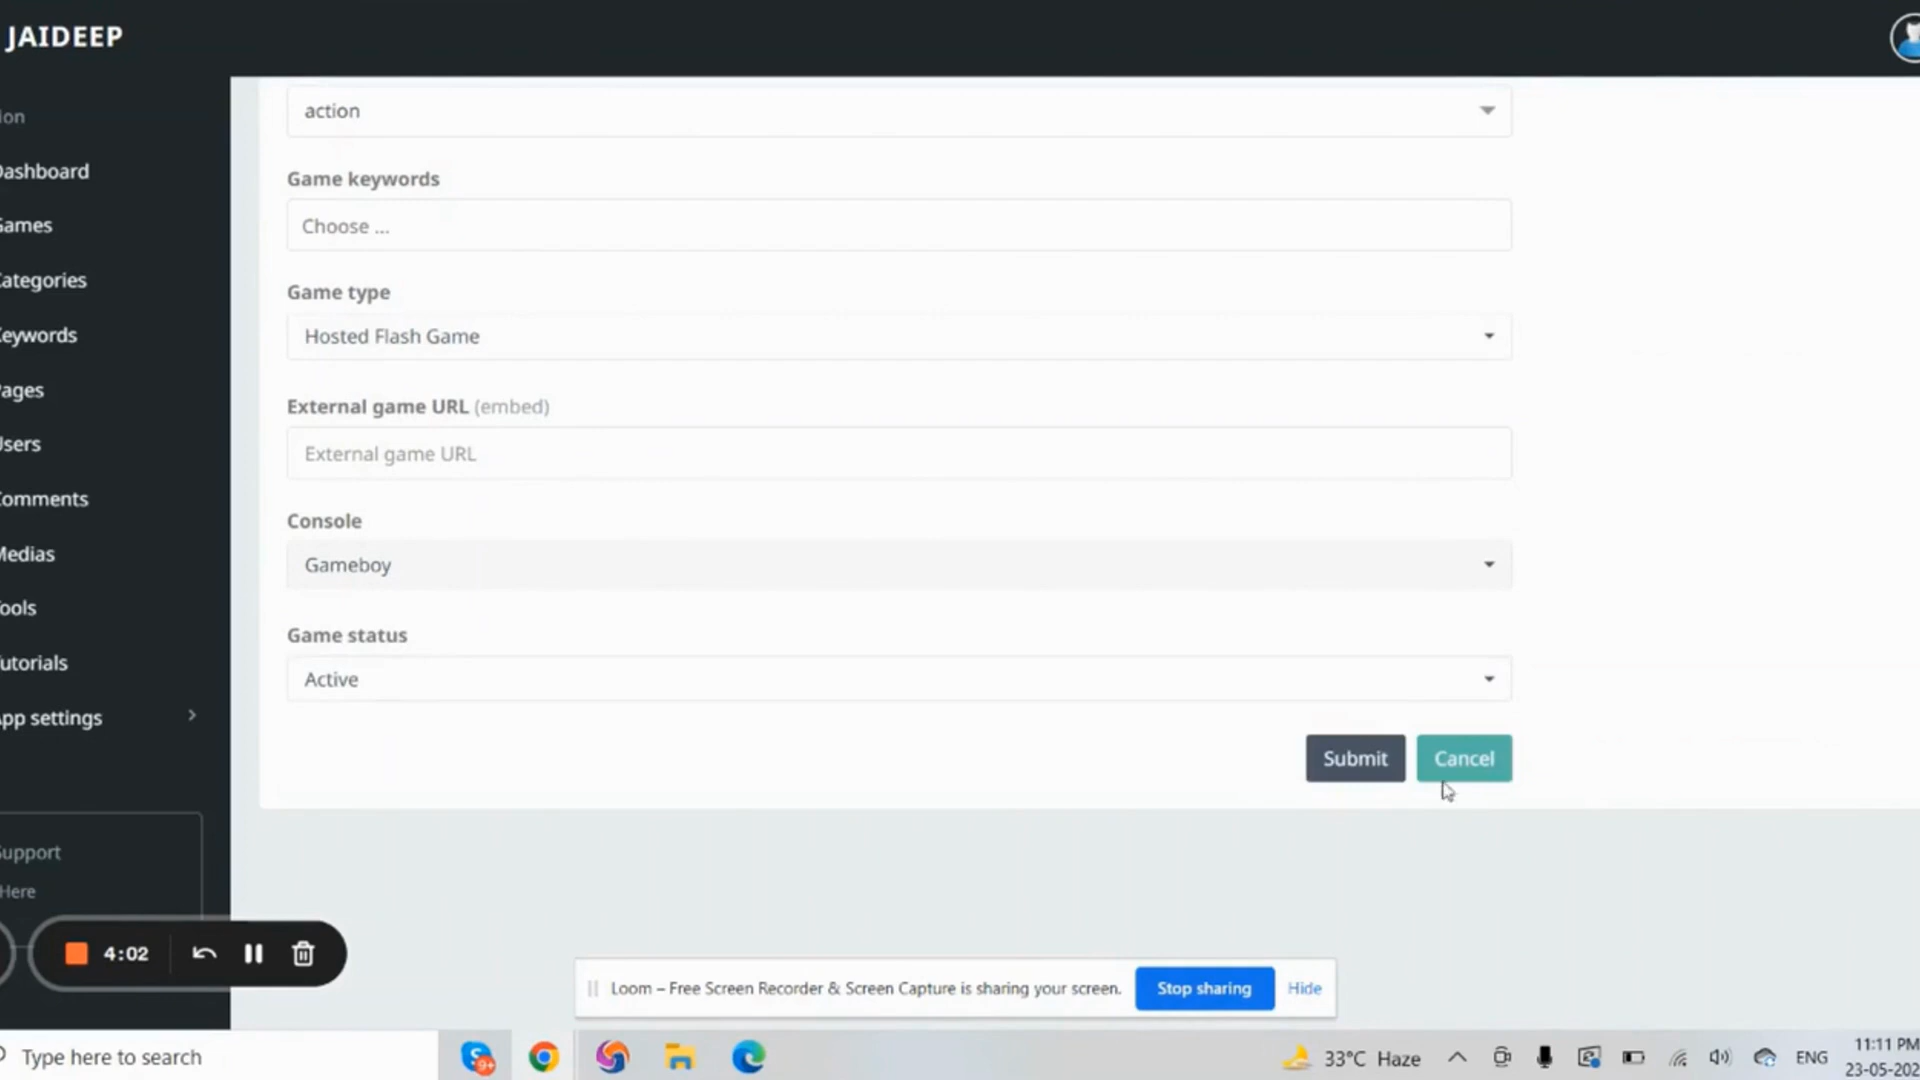 JAIDEEP
ion
Dashboard
Games
Categories
Keywords
Pages
Users
Comments
Medias
Tools
Tutorials
App settings
Support
Here
action
Game keywords
Choose ...
Game type
Hosted Flash Game
External game URL (embed)
External game URL
Console
Gameboy
Game status
Active
Submit Cancel
4:02
Loom – Free Screen Recorder & Screen Capture is sharing your screen. Stop sharing Hide
Type here to search
9+
33°C Haze
ENG
11:11 PM
23-05-202